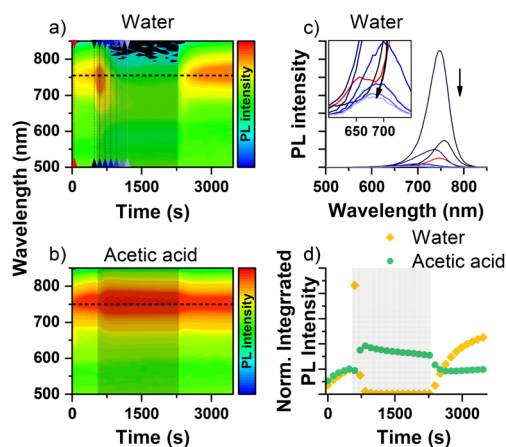 a) Water
800
700
600
500
0 1500 3000
Time (s)
Wavelength (nm)
PL intensity
b) Acetic acid
800
700
600
500
0 1500 3000
Time (s)
PL intensity
c) Water
PL intensity
650 700
500 600 700 800
Wavelength (nm)
Water
Acetic acid
d)
Norm. Integrrated
PL Intensity
0 1500 3000
Time (s)